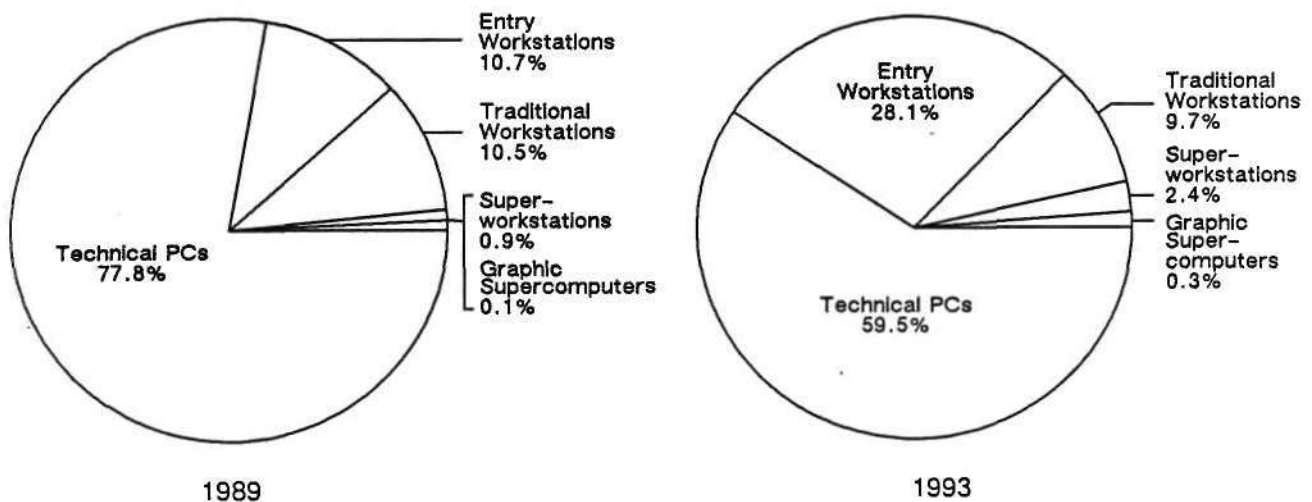 Entry
Workstations
10.7%
Traditional
Workstations
10.5%
Super-
workstations
0.9%
Graphic
Supercomputers
0.1%
Technical PCs
77.8%
1989
Entry
Workstations
28.1%
Traditional
Workstations
9.7%
Super-
workstations
2.4%
Graphic
Super-
computers
0.3%
Technical PCs
59.5%
1993